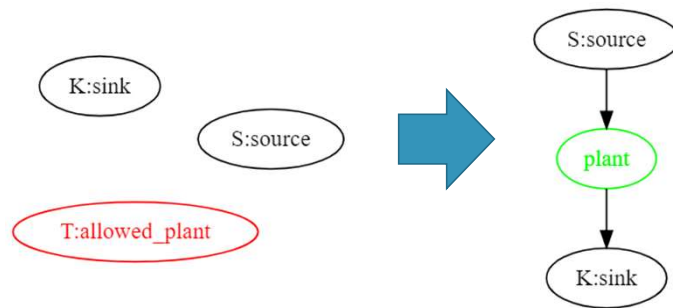 K:sink
S:source
T:allowed_plant
S:source
plant
K:sink